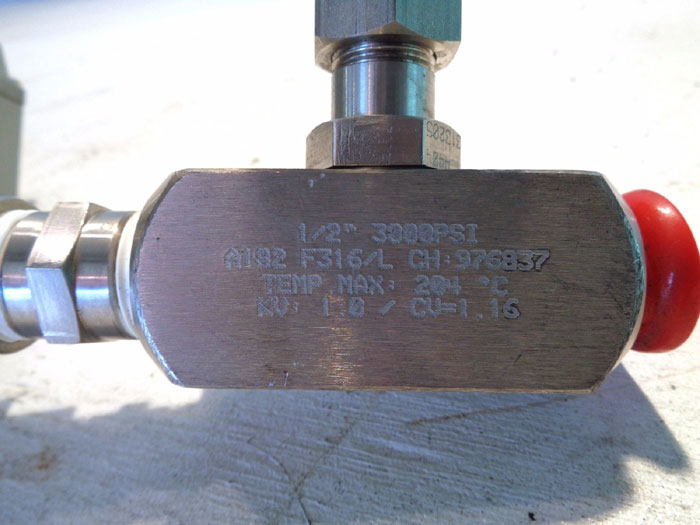 1/2" 3000PSI
A182 F316/L CH:976837
TEMP MAX: 204 °C
KV: 1.0 / CV=1.16